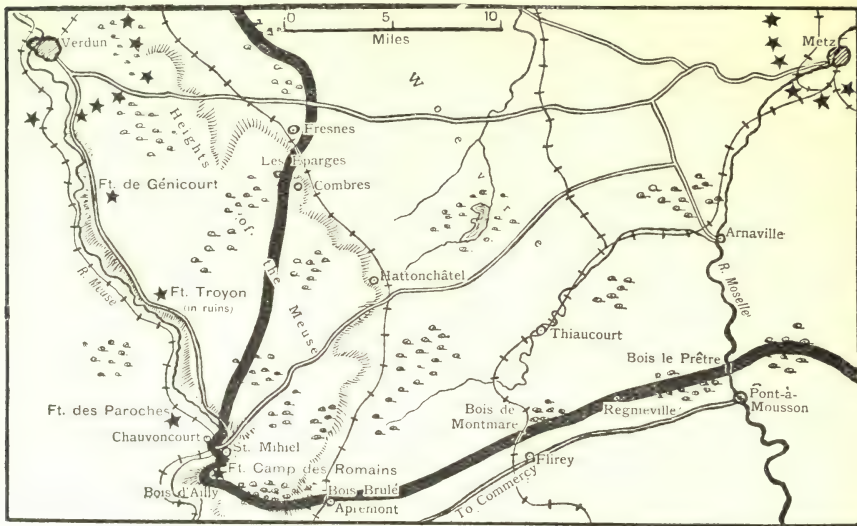 0 5 10
Miles
Verdun
Metz
Heights
of
the
Meuse
Woëvre
Fresnes
Les Eparges
Combres
Ft. de Génicourt
Hattonchâtel
Arnaville
R. Meuse
Ft. Troyon
(in ruins)
R. Moselle
Thiaucourt
Bois le Prêtre
Ft. des Paroches
Chauvoncourt
St. Mihiel
Bois de
Montmare
Regniéville
Pont-à-
Mousson
Ft. Camp des Romains
Bois d'Ailly
Bois Brulé
Apremont
Flirey
To Commercy